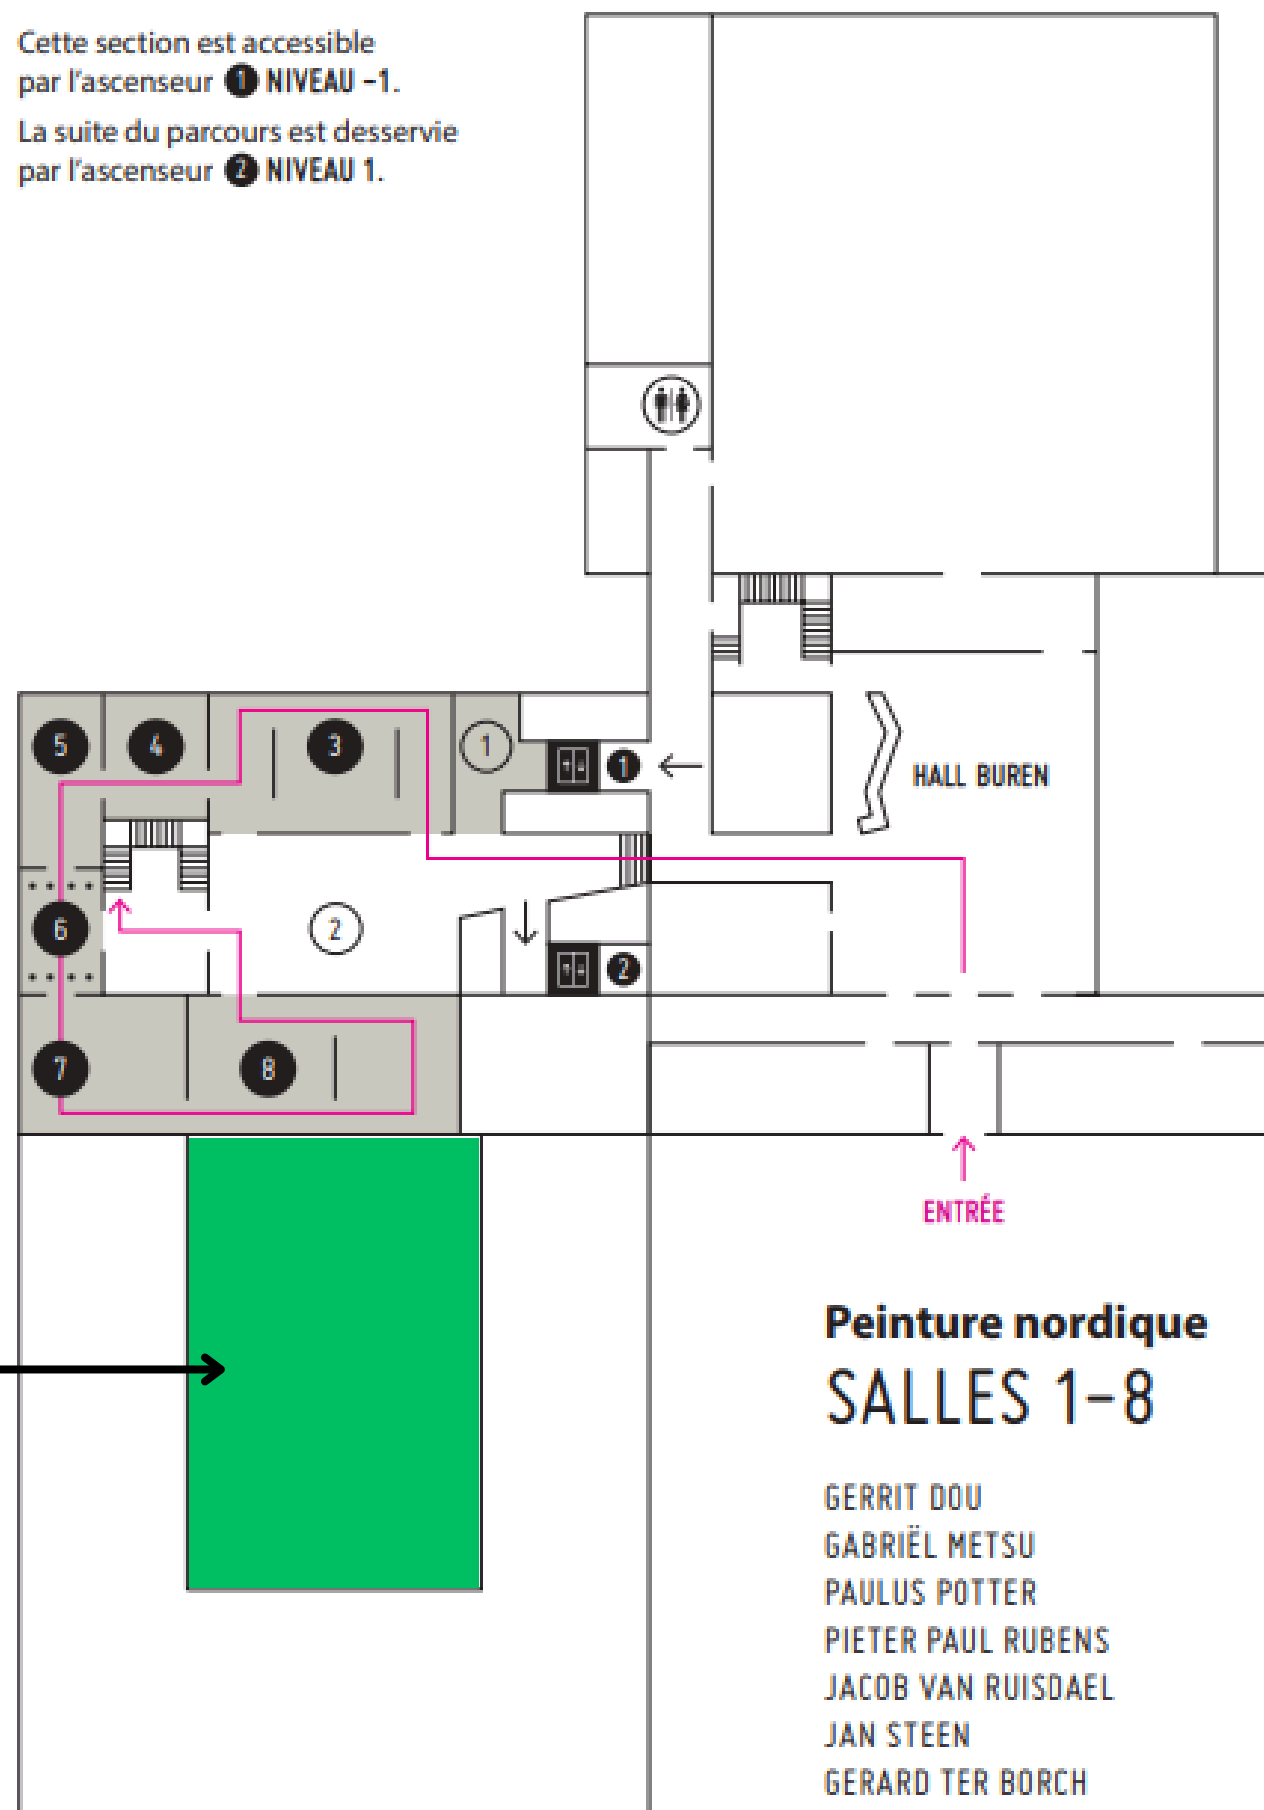 Cette section est accessible
par l'ascenseur 1 NIVEAU -1.
La suite du parcours est desservie
par l'ascenseur 2 NIVEAU 1.
5
4
3
1
1
HALL BUREN
6
2
2
7
8
ENTRÉE
Peinture nordique
SALLES 1-8
GERRIT DOU
GABRIËL METSU
PAULUS POTTER
PIETER PAUL RUBENS
JACOB VAN RUISDAEL
JAN STEEN
GERARD TER BORCH